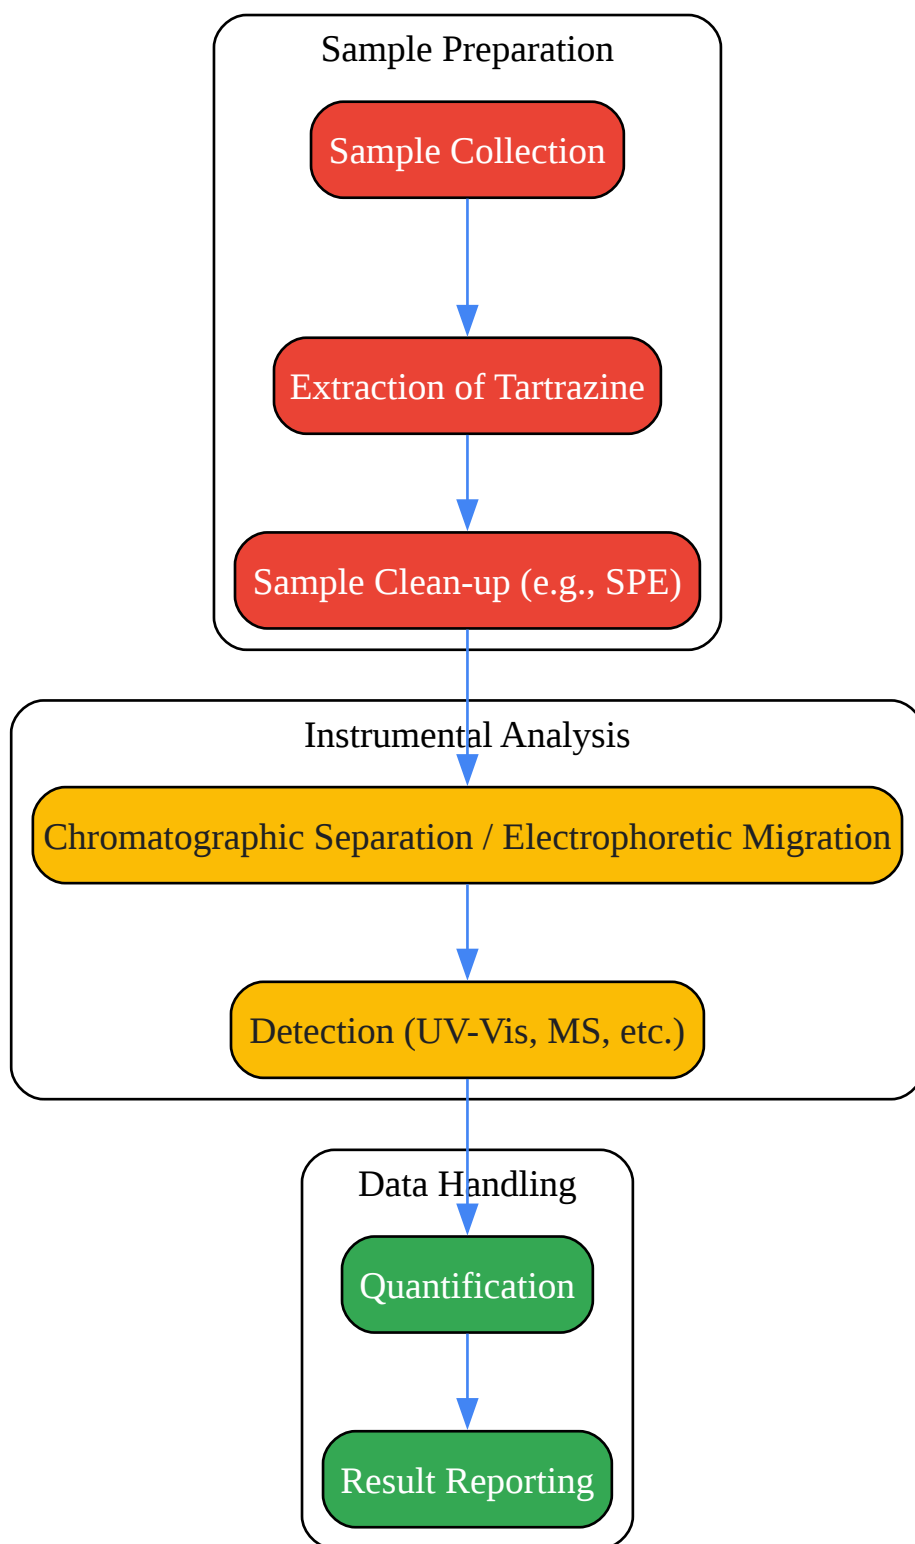 Sample Preparation
Sample Collection
Extraction of Tartrazine
Sample Clean-up (e.g., SPE)
Instrumental Analysis
Chromatographic Separation / Electrophoretic Migration
Detection (UV-Vis, MS, etc.)
Data Handling
Quantification
Result Reporting